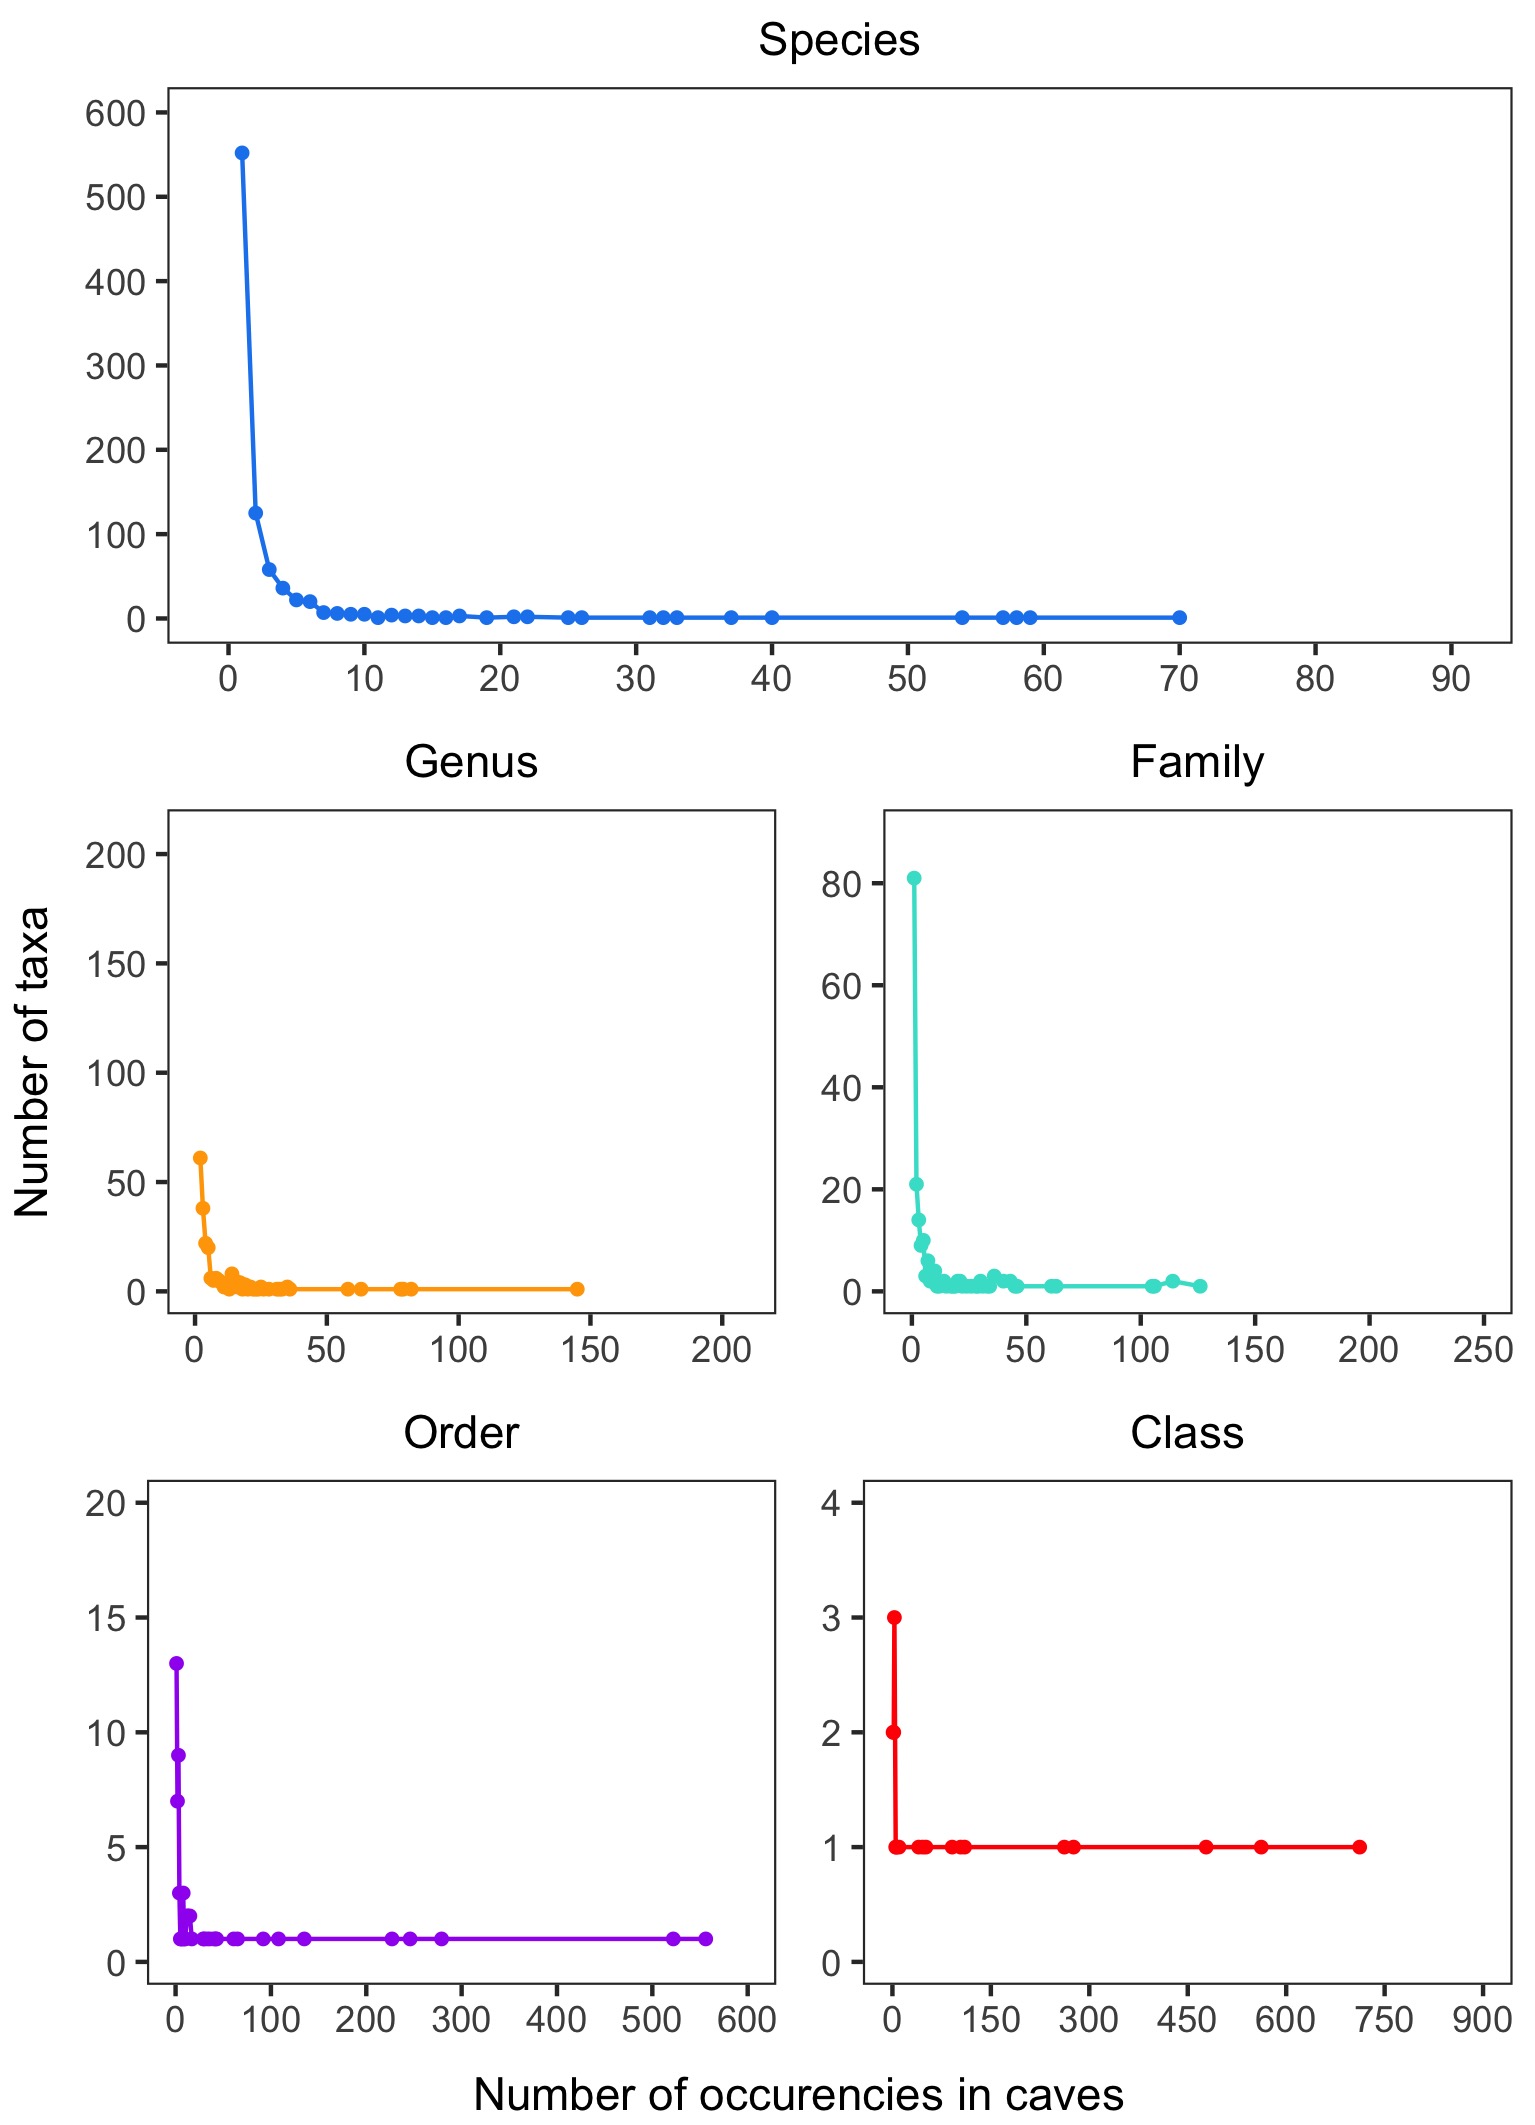 Species
600
500
400
300
200
100
0
0 10 20 30 40 50 60 70 80 90
Number of taxa
Genus
200
150
100
50
0
0 50 100 150 200
Family
80
60
40
20
0
0 50 100 150 200 250
Order
20
15
10
5
0
0 100 200 300 400 500 600
Class
4
3
2
1
0
0 150 300 450 600 750 900
Number of occurencies in caves